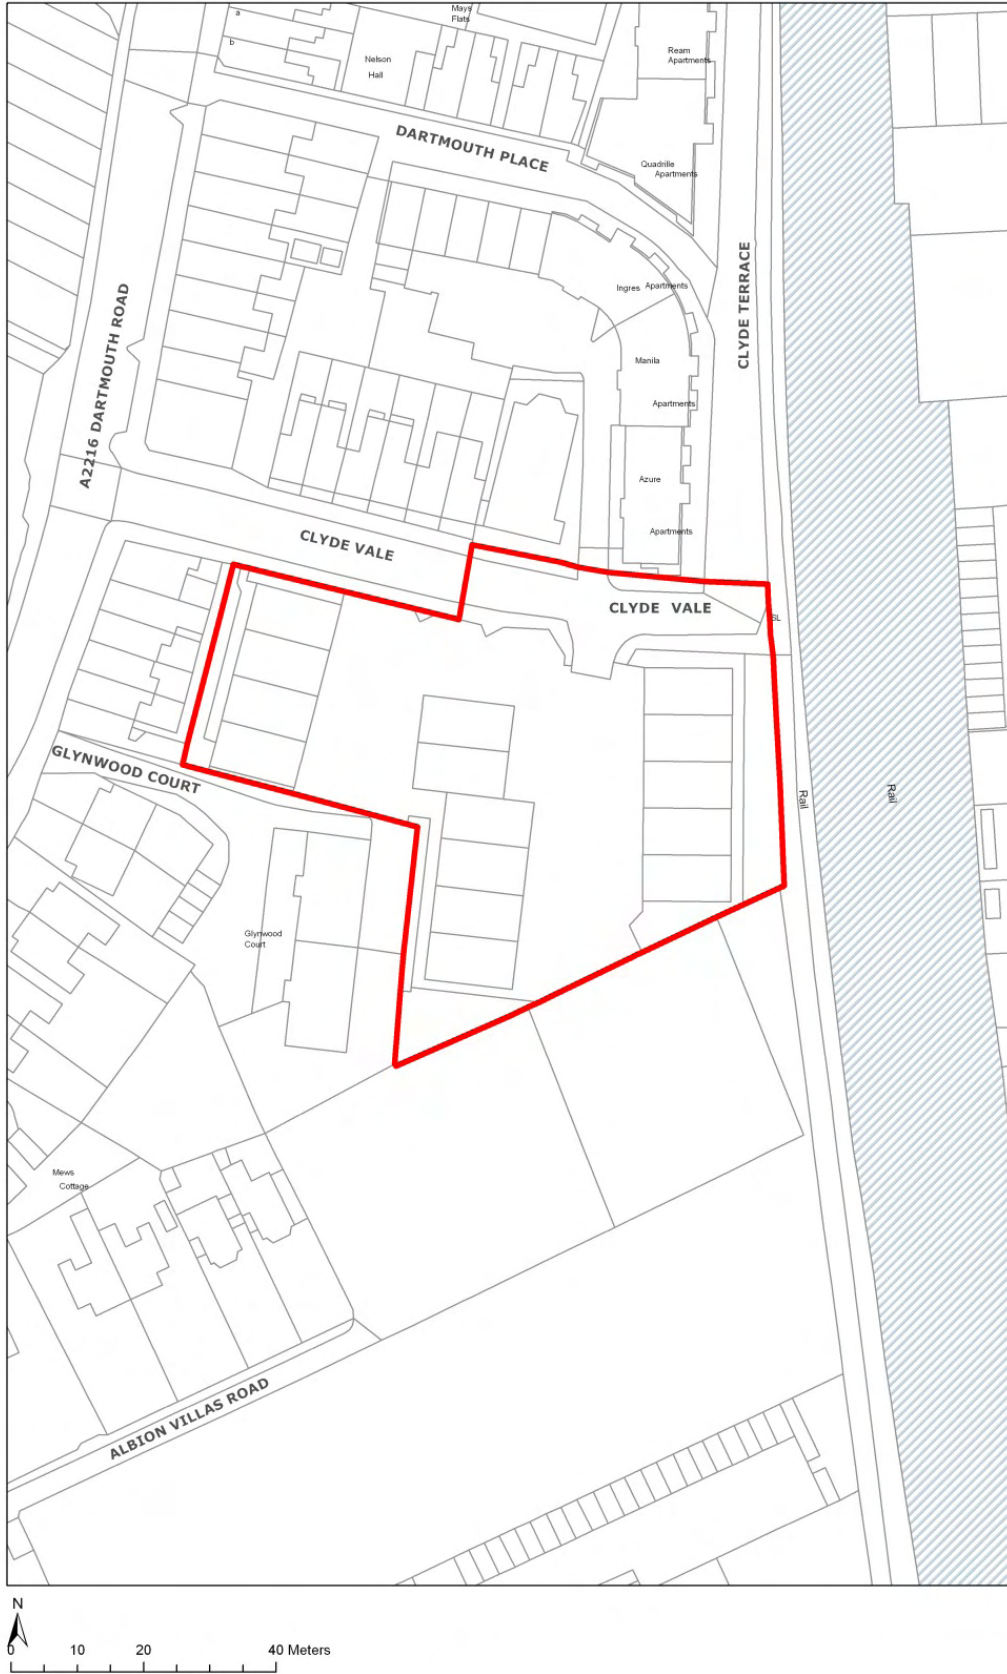 a
b
Mays
Flats
Nelson
Hall
Ream
Apartments
DARTMOUTH PLACE
Quadrille
Apartments
CLYDE TERRACE
Ingres Apartments
A2216 DARTMOUTH ROAD
Manila
Apartments
Azure
Apartments
CLYDE VALE
CLYDE VALE
SL
GLYNWOOD COURT
Rail
Rail
Glynwood
Court
Mews
Cottage
ALBION VILLAS ROAD
N
0 10 20 40 Meters